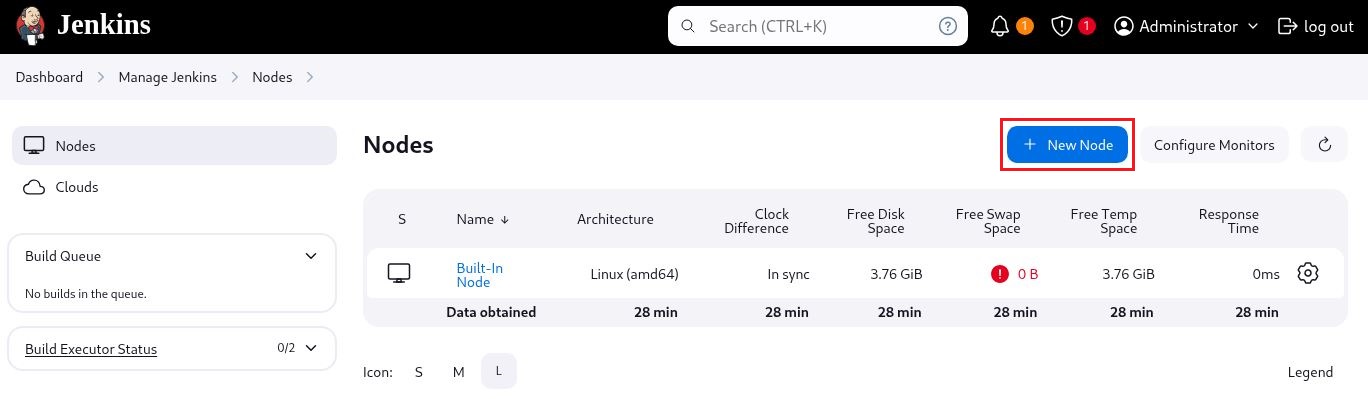 Jenkins
Search (CTRL+K)
?
1
1
Administrator
log out
Dashboard
Manage Jenkins
Nodes
Nodes
Clouds
Build Queue
No builds in the queue.
Build Executor Status
0/2
Nodes
+ New Node
Configure Monitors
S
Name ↓
Architecture
Clock
Difference
Free Disk
Space
Free Swap
Space
Free Temp
Space
Response
Time
Built-In
Node
Linux (amd64)
In sync
3.76 GiB
! 0 B
3.76 GiB
0ms
Data obtained
28 min
28 min
28 min
28 min
28 min
28 min
Icon:
S
M
L
Legend